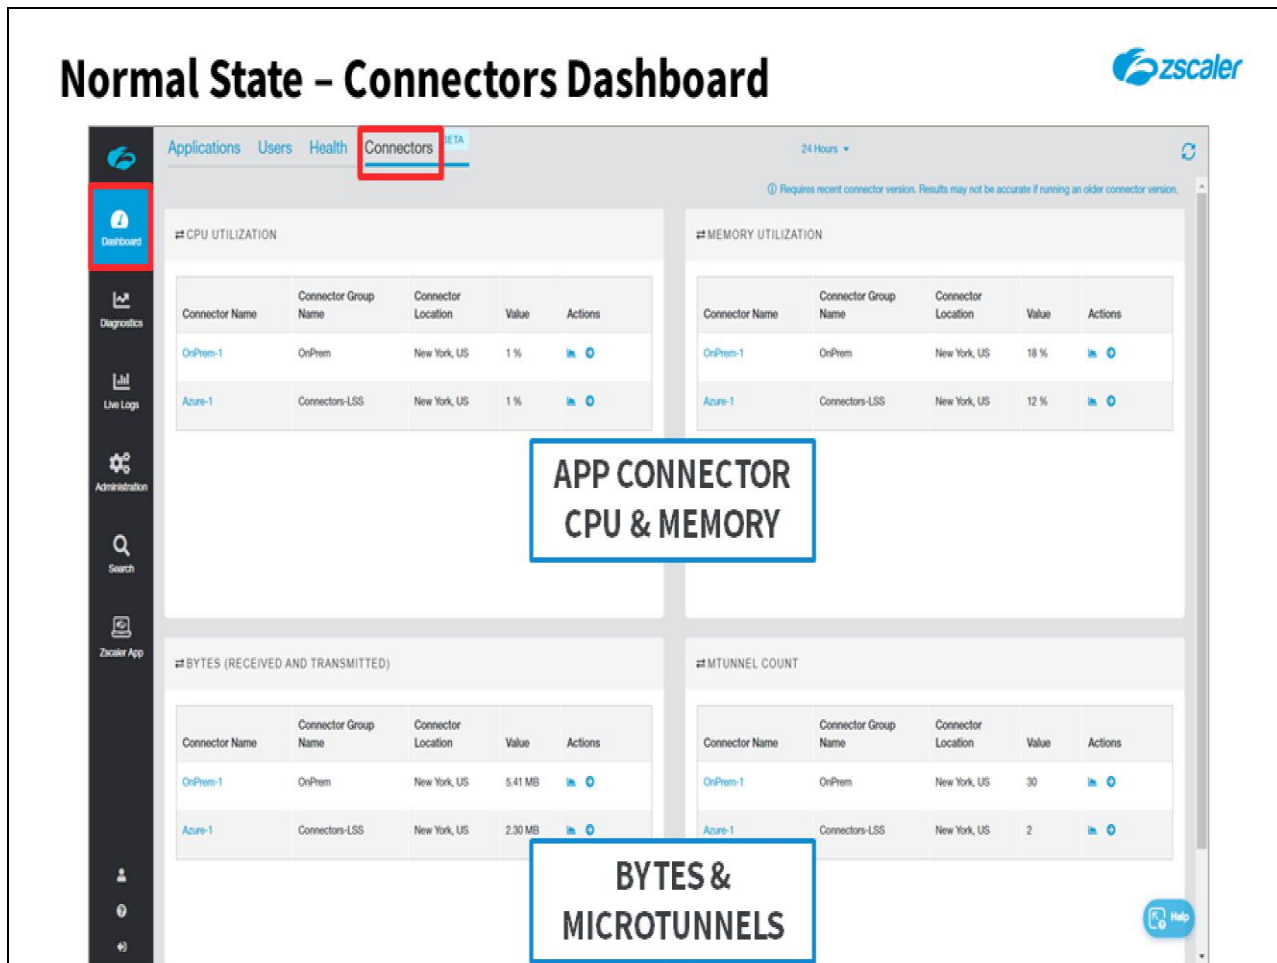 Normal State – Connectors Dashboard
zscaler
Applications Users Health Connectors BETA
24 Hours
Requires recent connector version. Results may not be accurate if running an older connector version.
Dashboard
Diagnostics
Live Logs
Administration
Search
Zscaler App
CPU UTILIZATION
Connector Name Connector Group Name Connector Location Value Actions
OnPrem-1 OnPrem New York, US 1 %
Azure-1 Connectors-LSS New York, US 1 %
MEMORY UTILIZATION
Connector Name Connector Group Name Connector Location Value Actions
OnPrem-1 OnPrem New York, US 18 %
Azure-1 Connectors-LSS New York, US 12 %
APP CONNECTOR
CPU & MEMORY
BYTES (RECEIVED AND TRANSMITTED)
Connector Name Connector Group Name Connector Location Value Actions
OnPrem-1 OnPrem New York, US 5.41 MB
Azure-1 Connectors-LSS New York, US 2.30 MB
MTUNNEL COUNT
Connector Name Connector Group Name Connector Location Value Actions
OnPrem-1 OnPrem New York, US 30
Azure-1 Connectors-LSS New York, US 2
BYTES &
MICROTUNNELS
Help